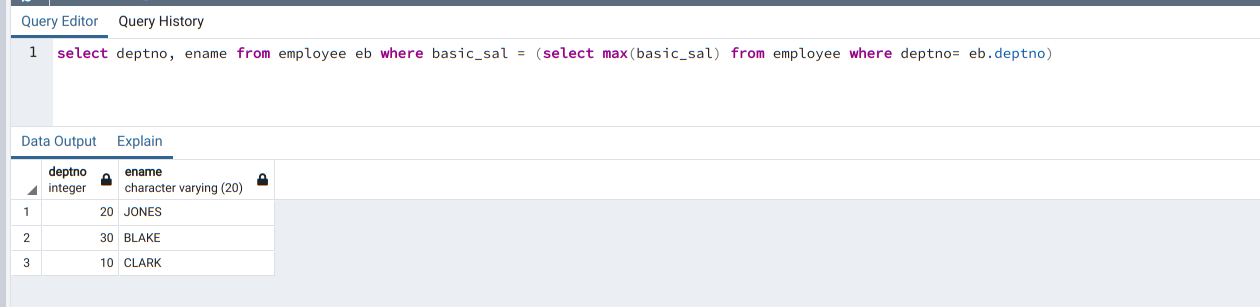 Query Editor Query History
1 select deptno, ename from employee eb where basic_sal = (select max(basic_sal) from employee where deptno= eb.deptno)
Data Output Explain
deptno ename
integer character varying (20)
1 20 JONES
2 30 BLAKE
3 10 CLARK